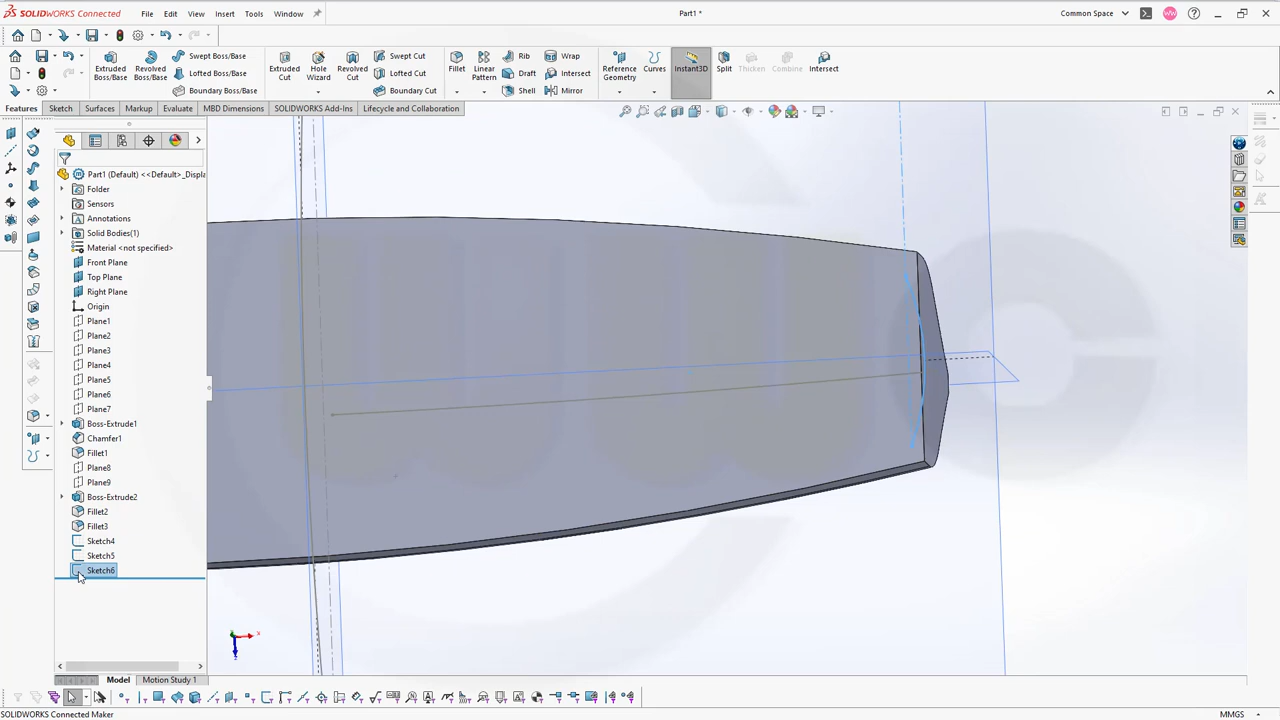 SOLIDWORKS Connected
File
Edit
View
Insert
Tools
Window
Part1 *
Common Space
WW
Extruded Boss/Base
Revolved Boss/Base
Swept Boss/Base
Lofted Boss/Base
Boundary Boss/Base
Extruded Cut
Hole Wizard
Revolved Cut
Swept Cut
Lofted Cut
Boundary Cut
Fillet
Linear Pattern
Rib
Draft
Shell
Wrap
Intersect
Mirror
Reference Geometry
Curves
Instant3D
Split
Thicken
Combine
Intersect
Features
Sketch
Surfaces
Markup
Evaluate
MBD Dimensions
SOLIDWORKS Add-Ins
Lifecycle and Collaboration
Part1 (Default) <<Default>_Displa
Folder
Sensors
Annotations
Solid Bodies(1)
Material <not specified>
Front Plane
Top Plane
Right Plane
Origin
Plane1
Plane2
Plane3
Plane4
Plane5
Plane6
Plane7
Boss-Extrude1
Chamfer1
Fillet1
Plane8
Plane9
Boss-Extrude2
Fillet2
Fillet3
Sketch4
Sketch5
Sketch6
Model
Motion Study 1
SOLIDWORKS Connected Maker
MMGS